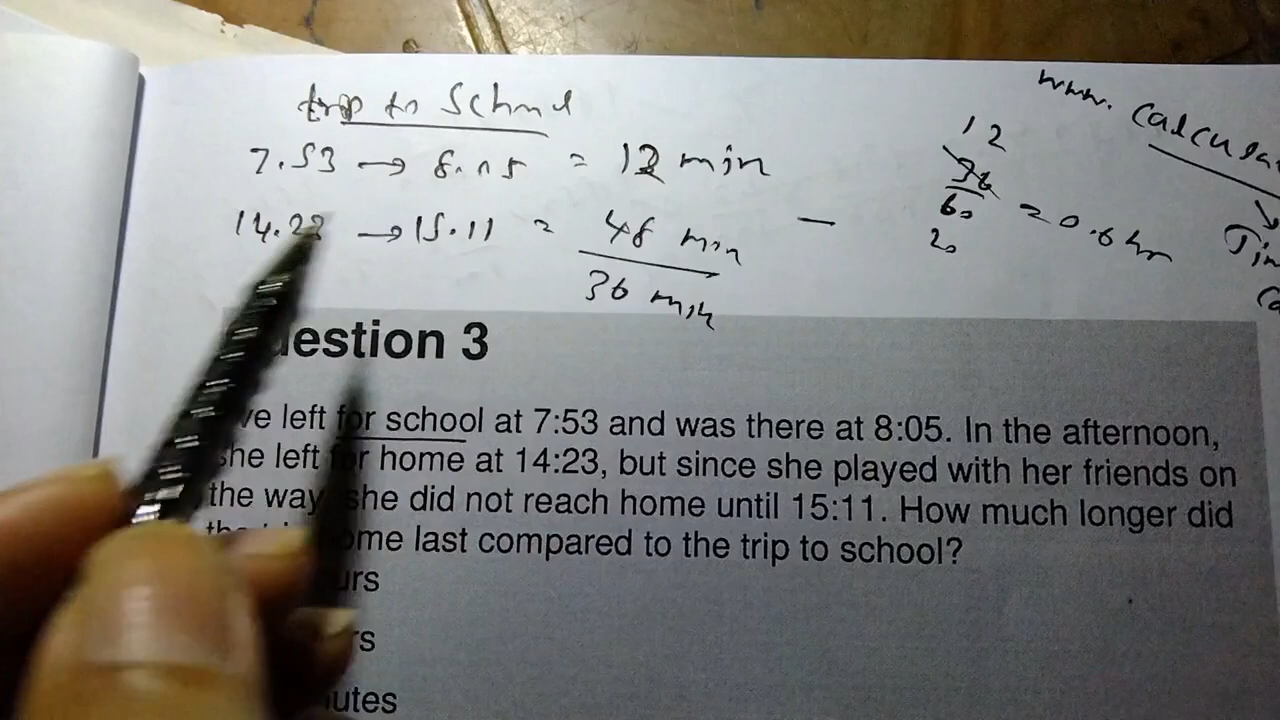 trip to School
7.53 → 8.05 = 12 min
14.23 → 15.11 = 48 min —
36 min
12
36
60 = 0.6 hr
20
www. Calcu
Tim
Question 3
ve left for school at 7:53 and was there at 8:05. In the afternoon,
she left for home at 14:23, but since she played with her friends on
the way, she did not reach home until 15:11. How much longer did
the ome last compared to the trip to school?
urs
rs
utes